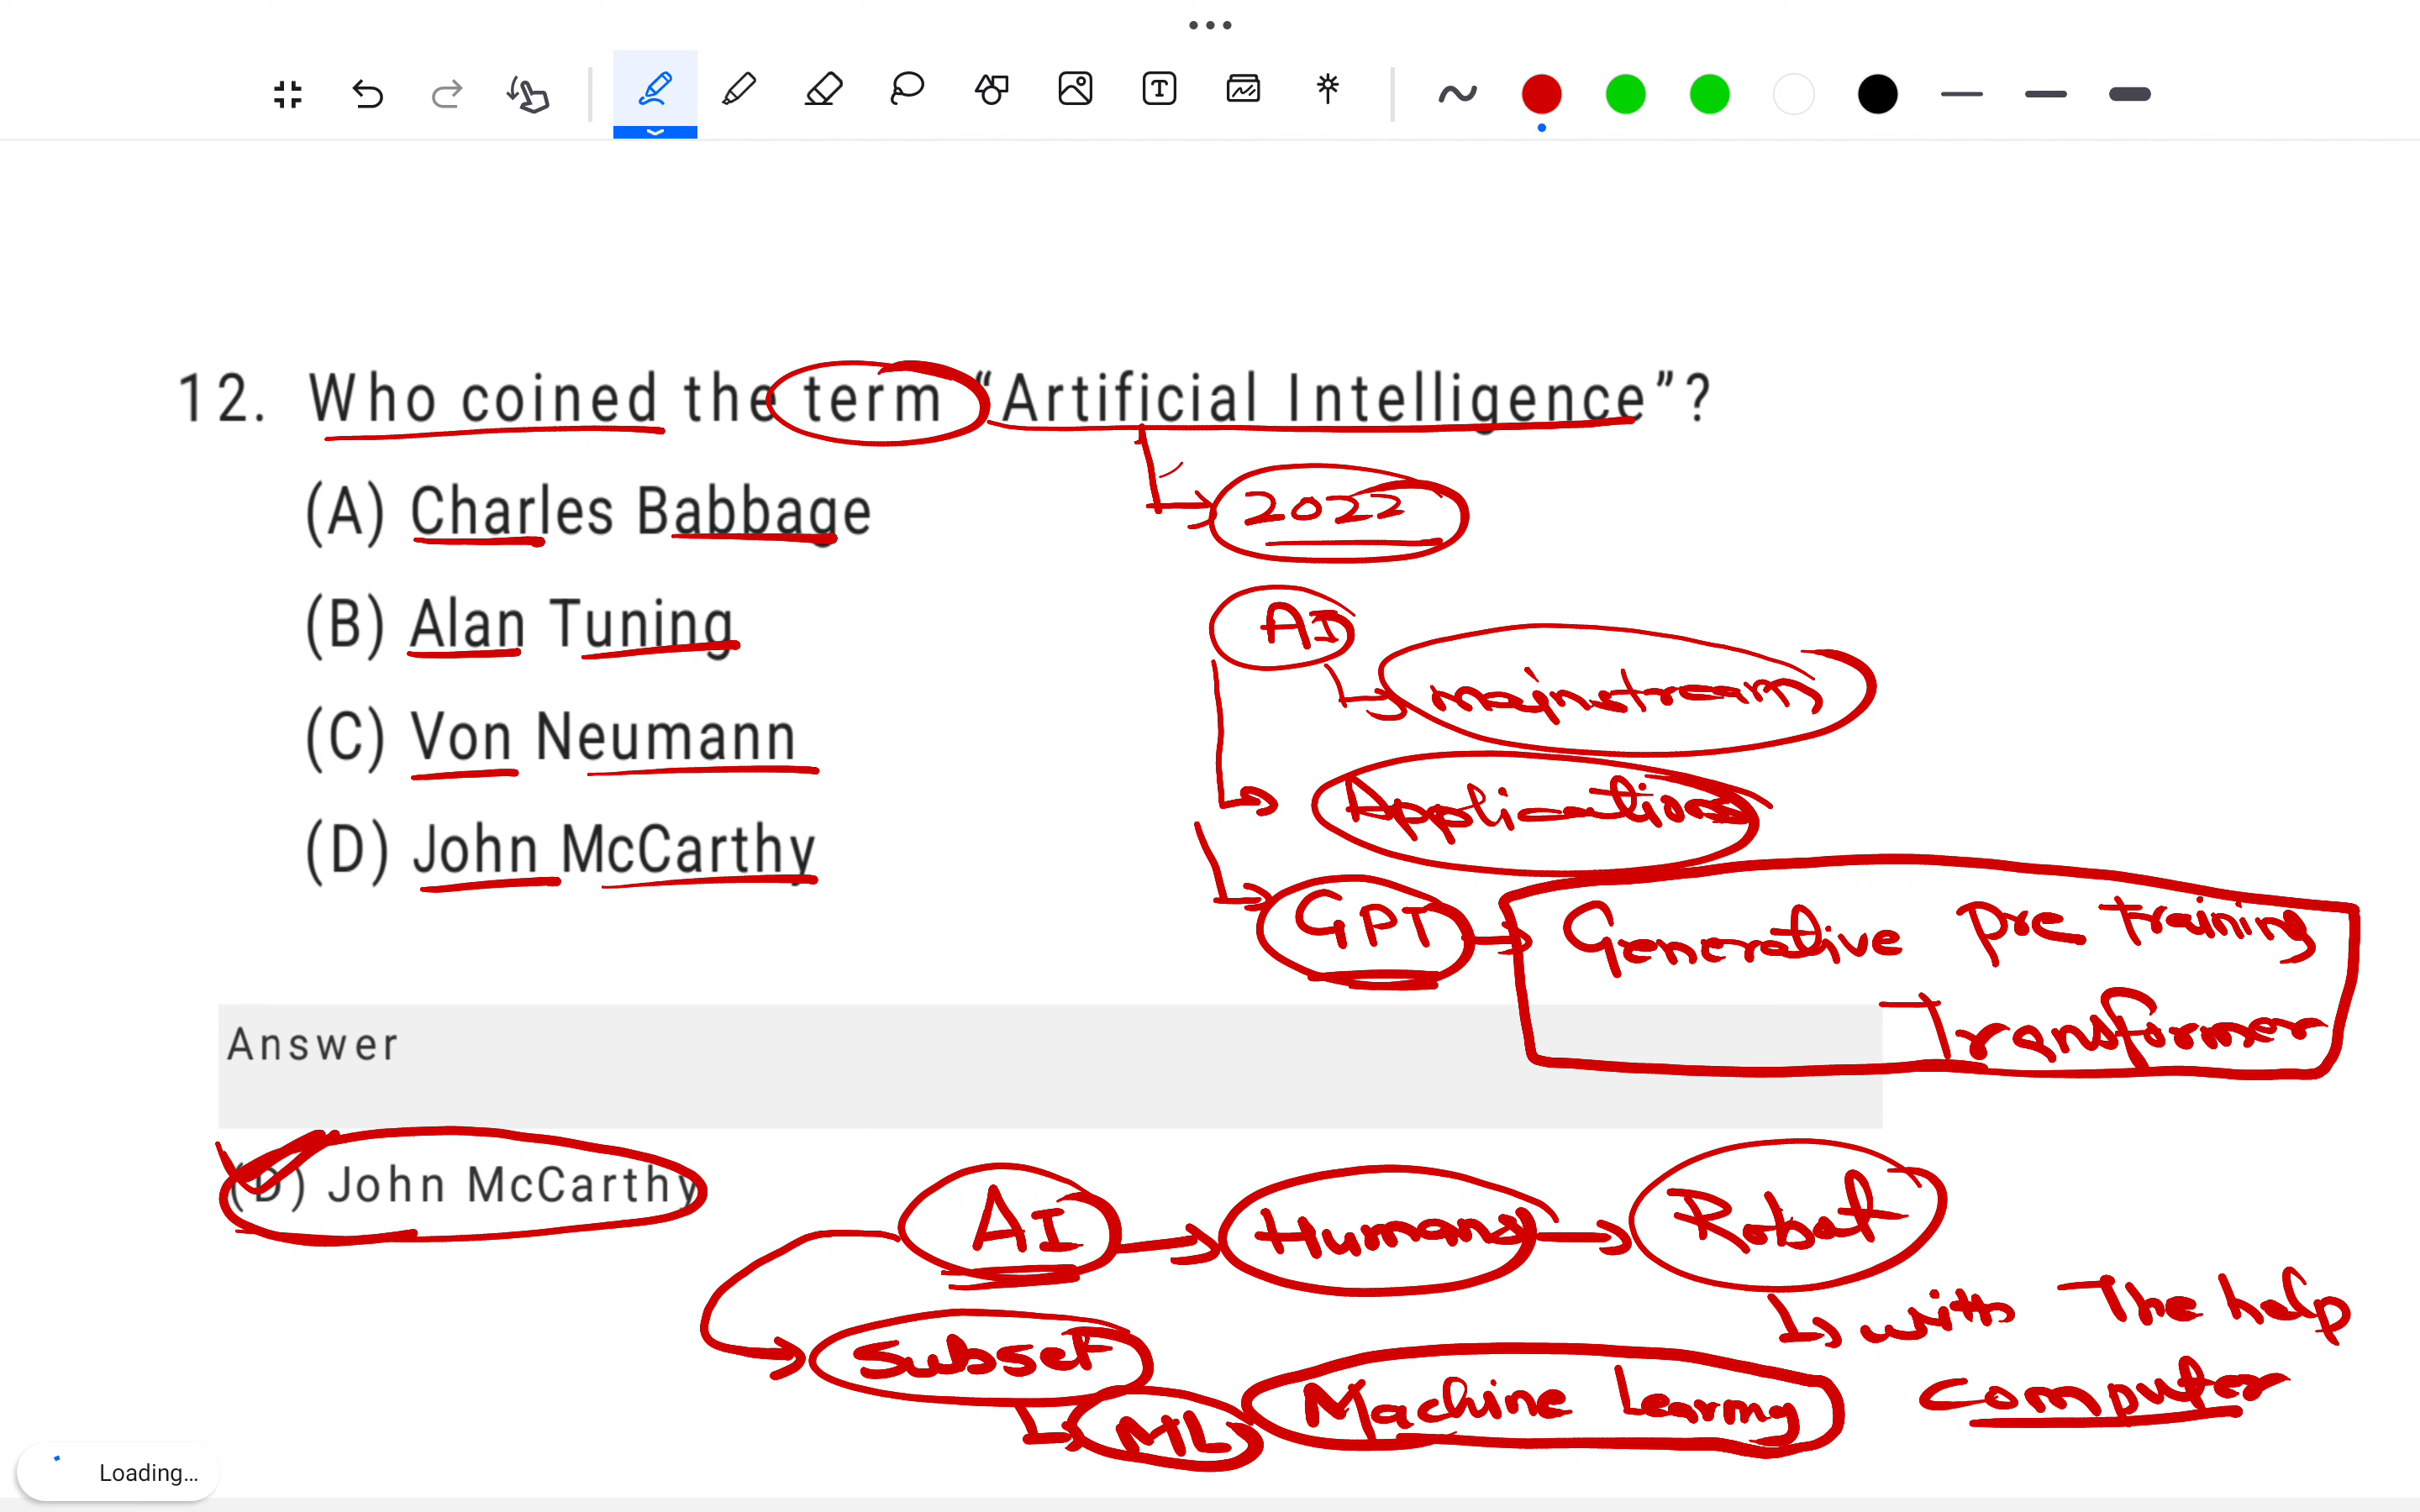 12. Who coined the term “Artificial Intelligence”?
(A) Charles Babbage
2022
(B) Alan Tuning
AI
mainstream
(C) Von Neumann
Applications
(D) John McCarthy
GPT
Generative Pre training
Transformer
Answer
(D) John McCarthy
AI Humans Robot
with The help
Subset
computer
ML Machine Learning
Loading...